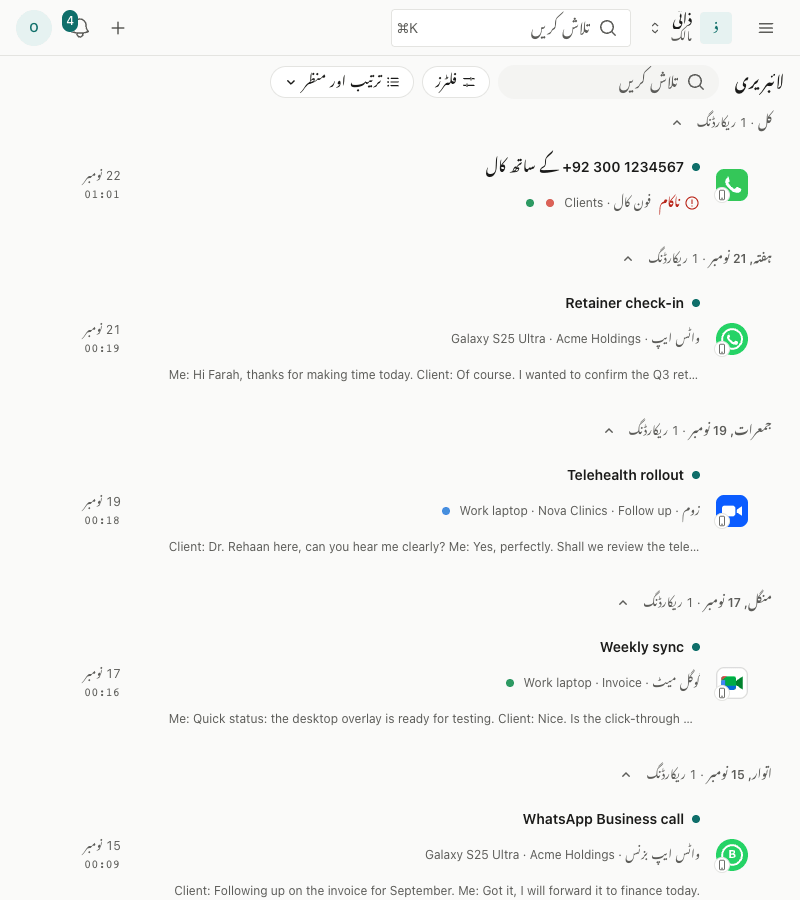 ذ ذاتی
مالک
تلاش کریں ⌘K
4
O
لائبریری تلاش کریں فلٹرز ترتیب اور منظر
کل · 1 ریکارڈنگ
+92 300 1234567 کے ساتھ کال
22 نومبر
ناکام فون کال · Clients
01:01
ہفتہ, 21 نومبر · 1 ریکارڈنگ
Retainer check-in
واٹس ایپ · Galaxy S25 Ultra · Acme Holdings
21 نومبر
00:19
Me: Hi Farah, thanks for making time today. Client: Of course. I wanted to confirm the Q3 ret...
جمعرات, 19 نومبر · 1 ریکارڈنگ
Telehealth rollout
زوم · Work laptop · Nova Clinics · Follow up
19 نومبر
00:18
Client: Dr. Rehaan here, can you hear me clearly? Me: Yes, perfectly. Shall we review the tele...
منگل, 17 نومبر · 1 ریکارڈنگ
Weekly sync
گوگل میٹ · Work laptop · Invoice
17 نومبر
00:16
Me: Quick status: the desktop overlay is ready for testing. Client: Nice. Is the click-through ...
اتوار, 15 نومبر · 1 ریکارڈنگ
WhatsApp Business call
واٹس ایپ بزنس · Galaxy S25 Ultra · Acme Holdings
B
15 نومبر
00:09
Client: Following up on the invoice for September. Me: Got it, I will forward it to finance today.